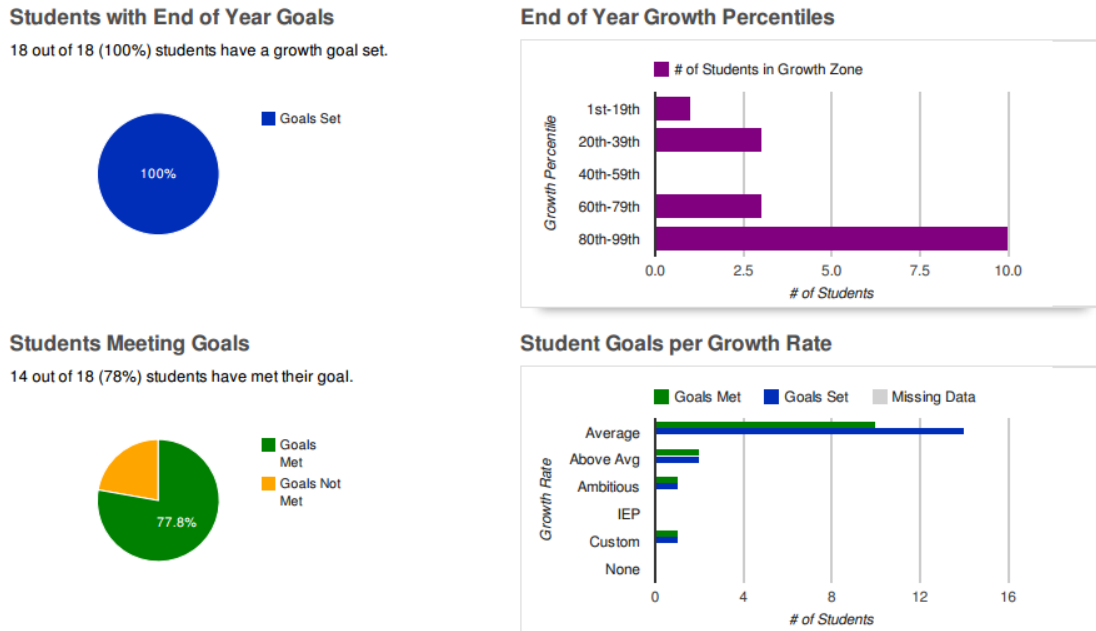 Students with End of Year Goals
18 out of 18 (100%) students have a growth goal set.
Goals Set
100%
End of Year Growth Percentiles
# of Students in Growth Zone
Growth Percentile
1st-19th
20th-39th
40th-59th
60th-79th
80th-99th
0.0 2.5 5.0 7.5 10.0
# of Students
Students Meeting Goals
14 out of 18 (78%) students have met their goal.
Goals
Met
Goals Not
Met
77.8%
Student Goals per Growth Rate
Goals Met Goals Set Missing Data
Growth Rate
Average
Above Avg
Ambitious
IEP
Custom
None
0 4 8 12 16
# of Students